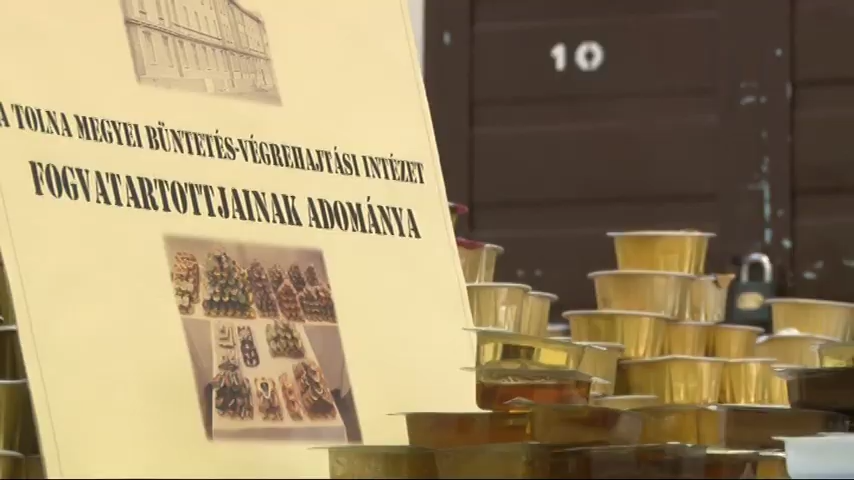 10
A TOLNA MEGYEI BÜNTETÉS-VÉGREHAJTÁSI INTÉZET
FOGVATARTOTTJAINAK ADOMÁNYA